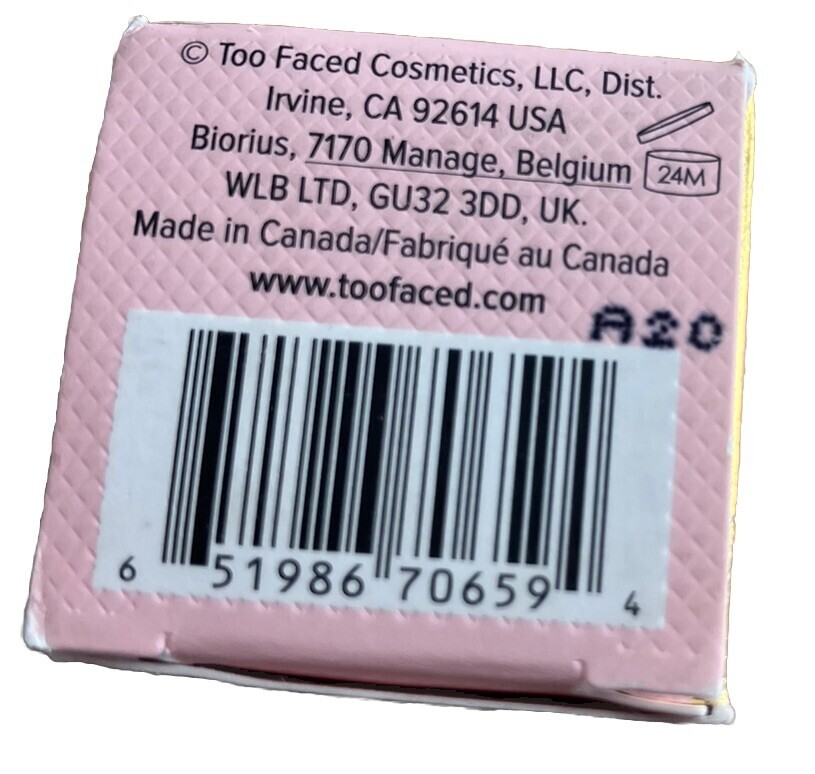 © Too Faced Cosmetics, LLC, Dist.
Irvine, CA 92614 USA
Biorius, 7170 Manage, Belgium
24M
WLB LTD, GU32 3DD, UK.
Made in Canada/Fabriqué au Canada
www.toofaced.com
A20
6 51986 70659 4